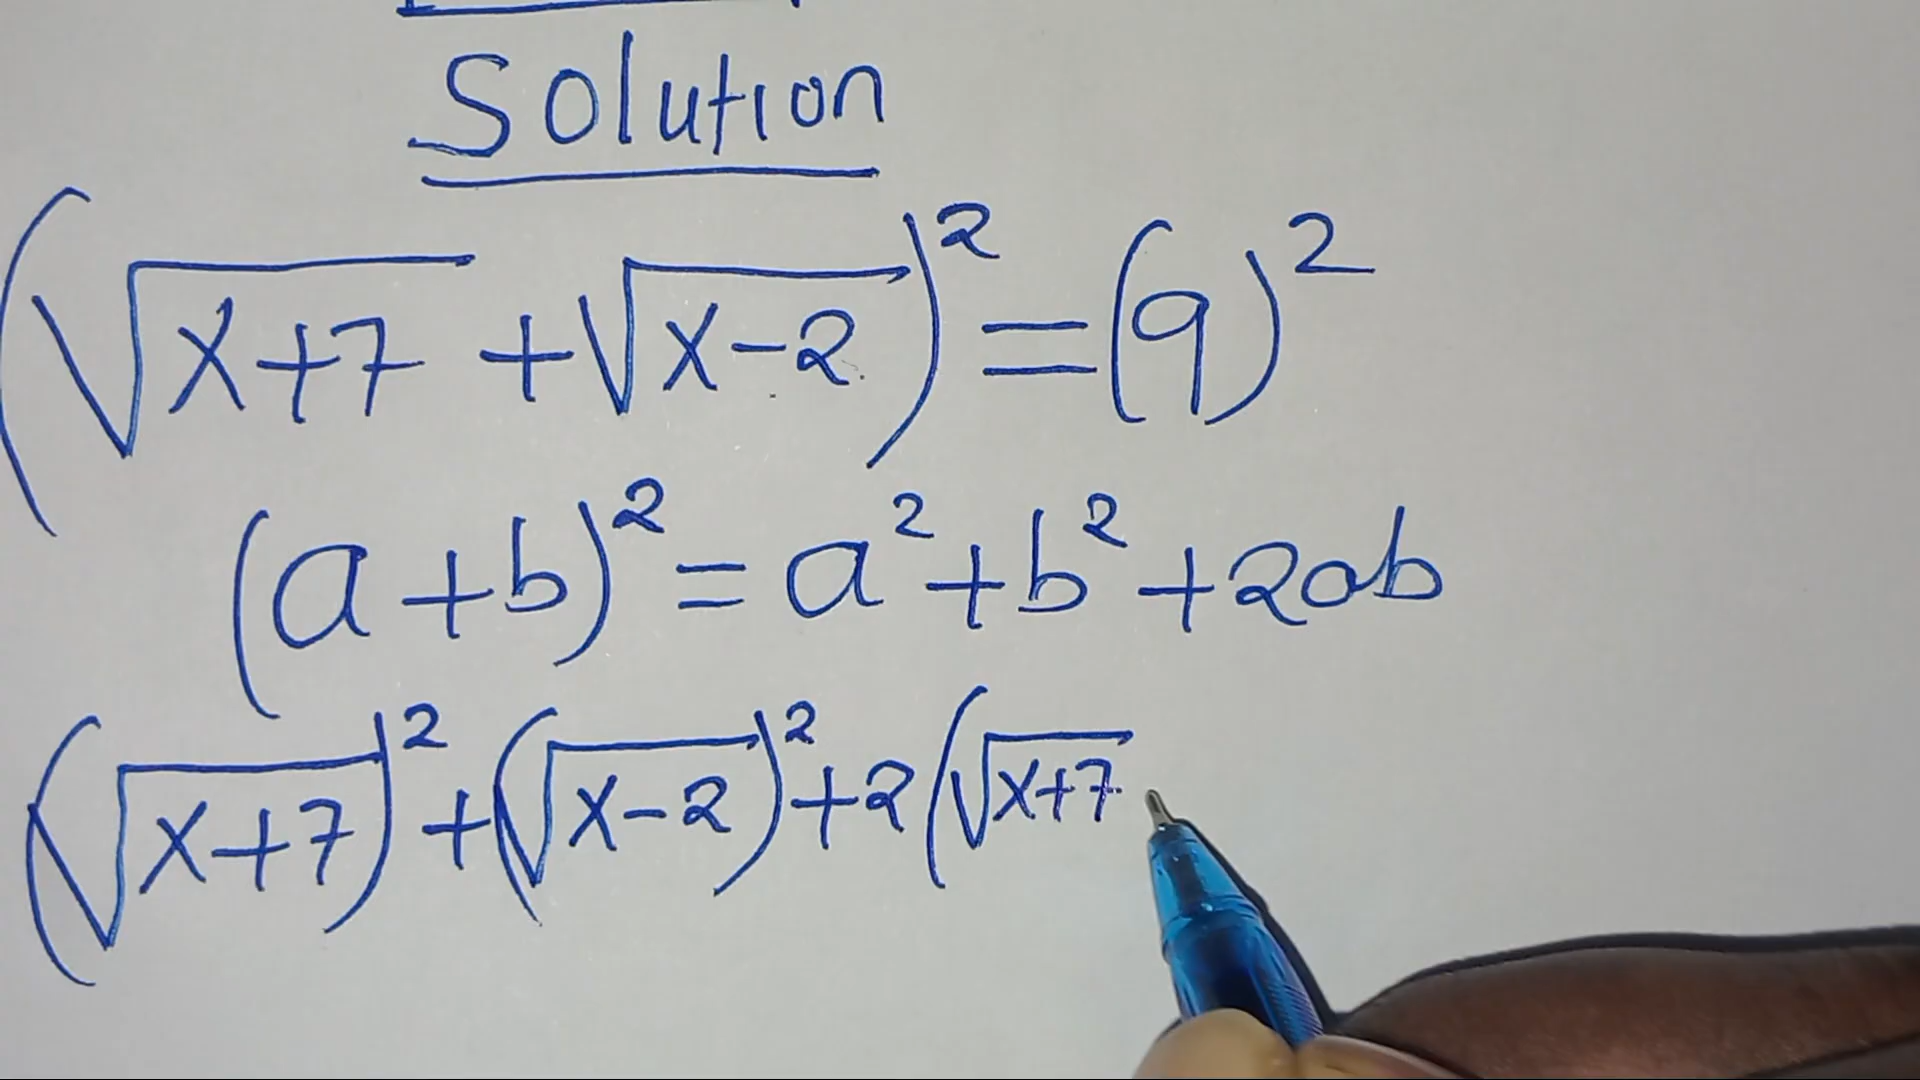 Solution
(√x+7 + √x-2)² = (9)²
(a+b)² = a² + b² + 2ab
(√x+7)² + (√x-2)² + 2(√x+7